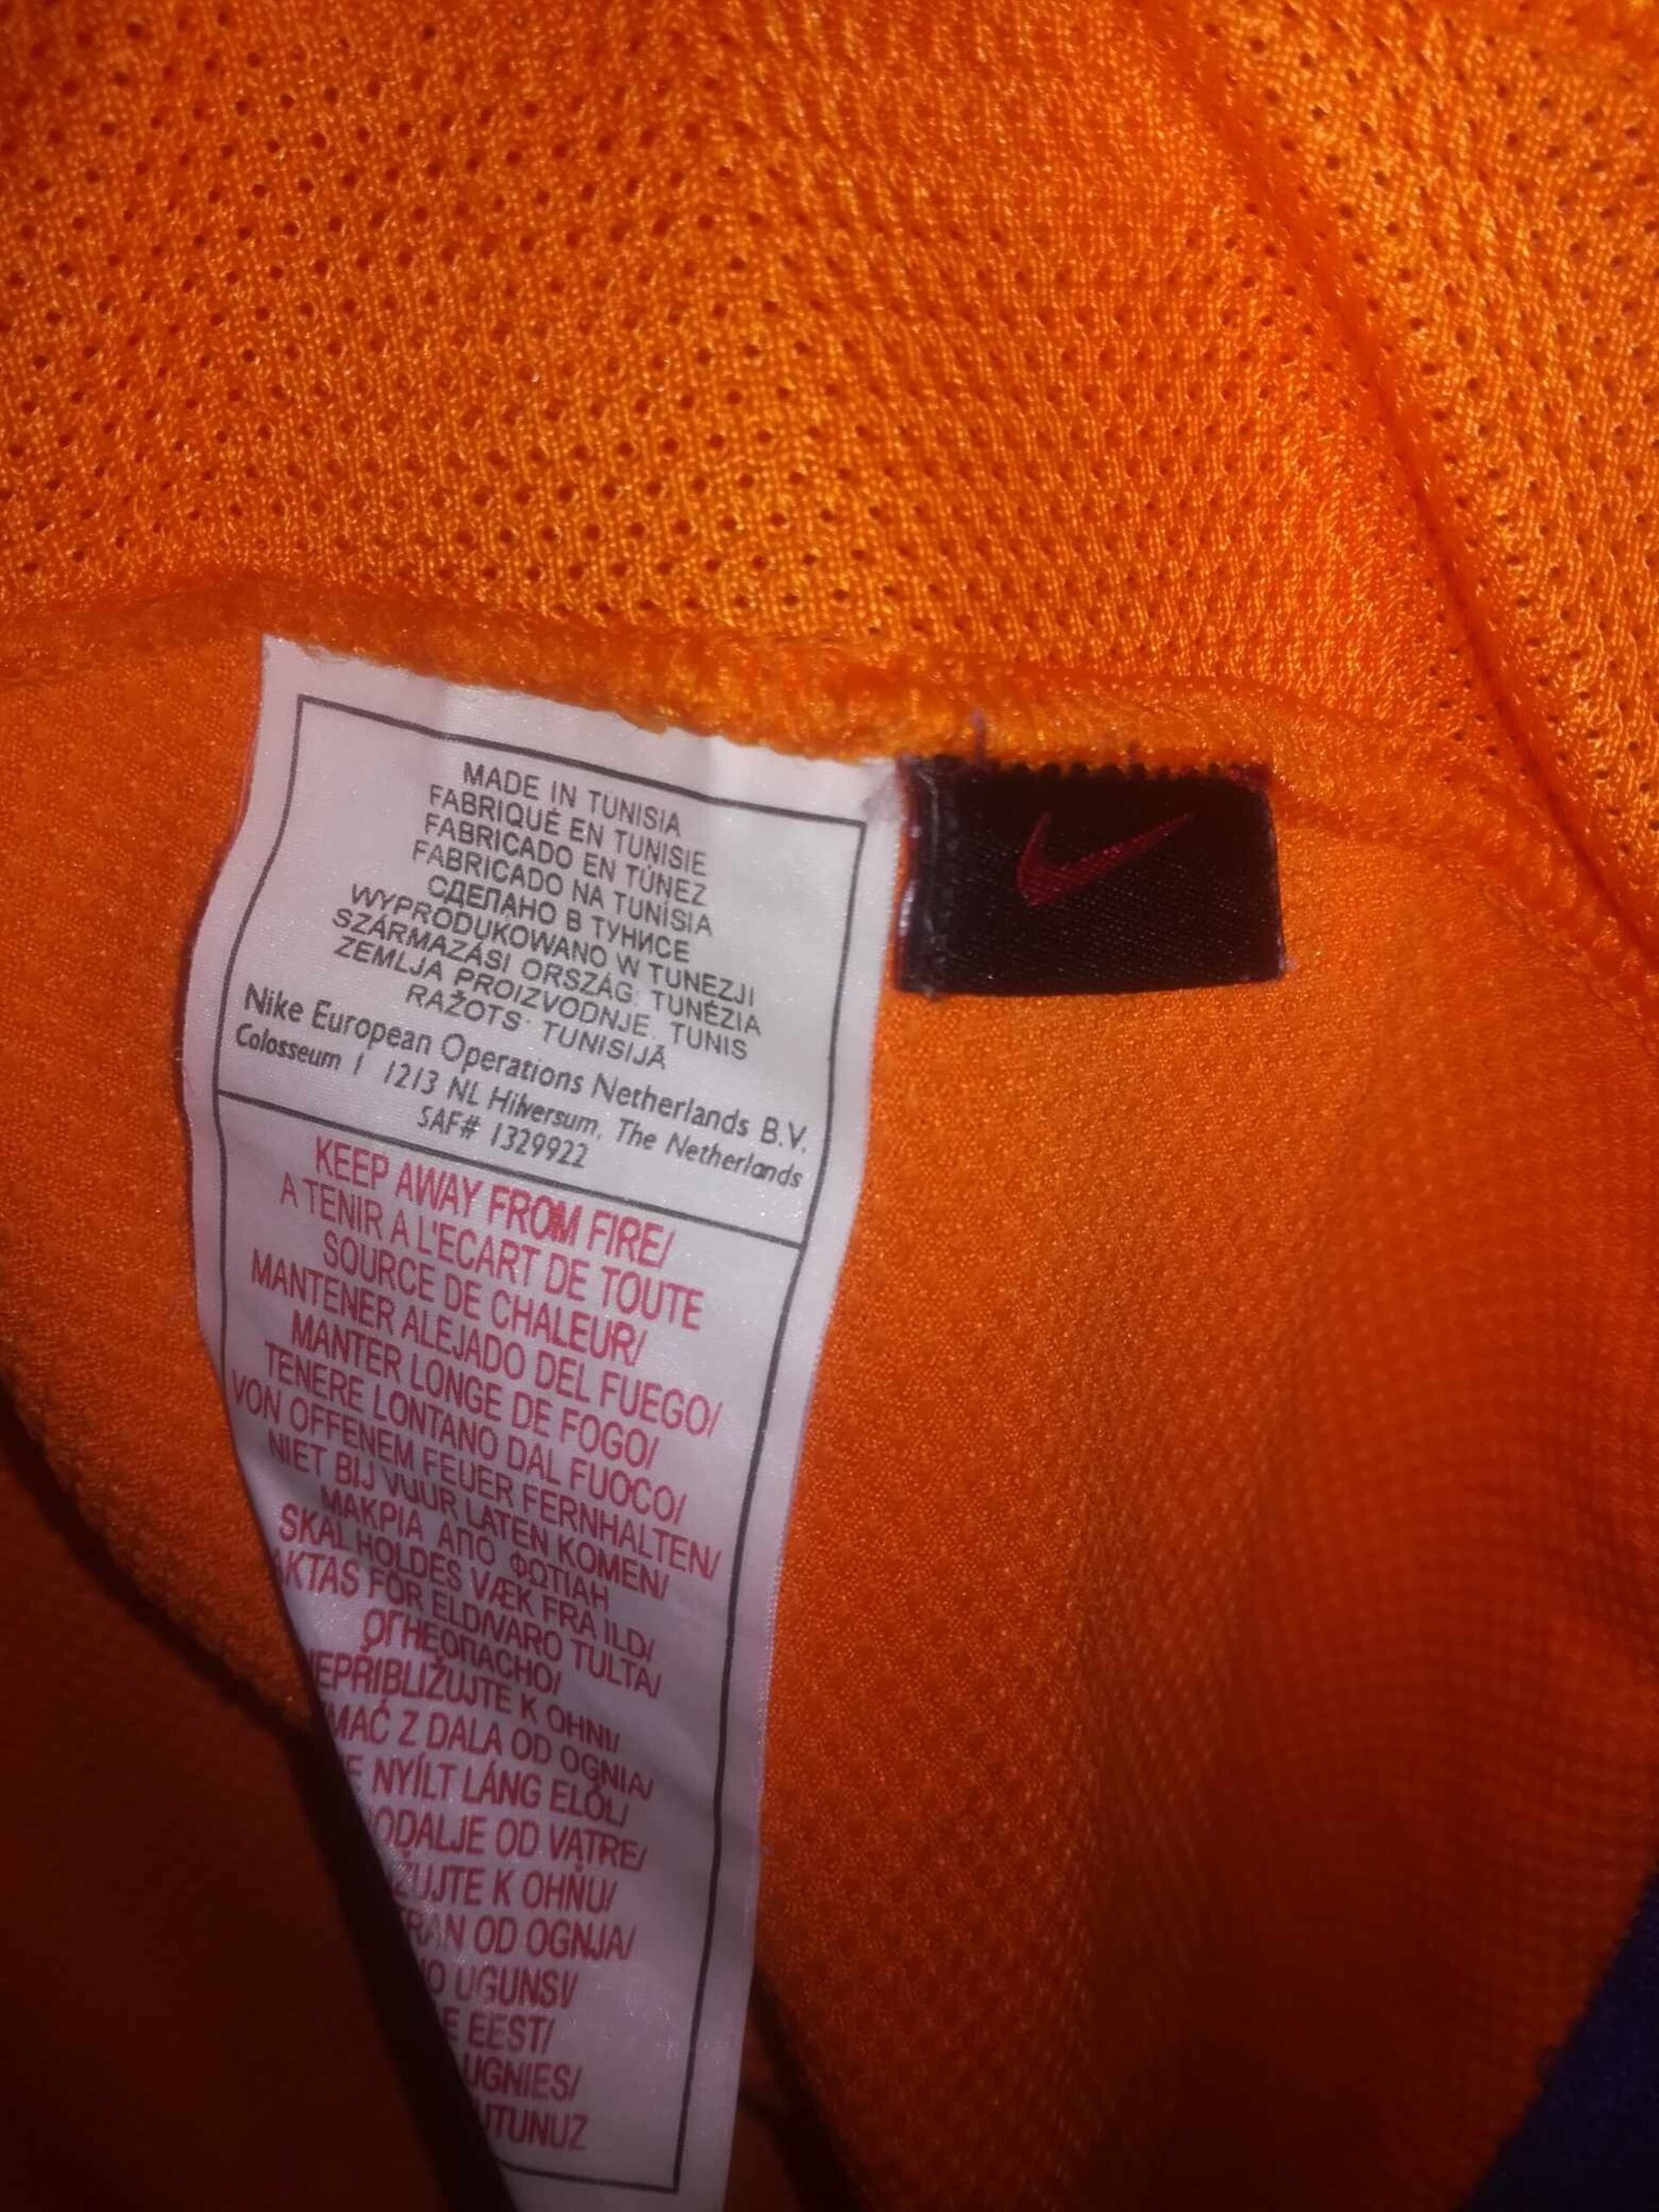 MADE IN TUNISIA
FABRIQUÉ EN TUNISIE
FABRICADO EN TÚNEZ
FABRICADO NA TUNÍSIA
СДЕЛАНО В ТУНИСЕ
WYPRODUKOWANO W TUNEZJI
SZÁRMAZÁSI ORSZÁG: TUNÉZIA
ZEMLJA PROIZVODNJE: TUNIS
RAŽOTS: TUNISIJĀ
Nike European Operations Netherlands B.V.
Colosseum 1 1213 NL Hilversum, The Netherlands
SAF# 1329922
KEEP AWAY FROM FIRE/
A TENIR A L'ECART DE TOUTE
SOURCE DE CHALEUR/
MANTENER ALEJADO DEL FUEGO/
MANTER LONGE DE FOGO/
TENERE LONTANO DAL FUOCO/
VON OFFENEM FEUER FERNHALTEN/
NIET BIJ VUUR LATEN KOMEN/
ΜΑΚΡΙΑ ΑΠΟ ΦΩΤΙΑΗ
SKAL HOLDES VÆK FRA ILD/
AKTAS FÖR ELD/VARO TULTA/
ОГНЕОПАСНО/
EPRIBLIŽUJTE K OHNI/
MAĆ Z DALA OD OGNIA/
E NYÍLT LÁNG ELŐL/
ODALJE OD VATRE/
ŽUJTE K OHŇU/
RAN OD OGNJA/
O UGUNS!/
E EEST/
UGNIES/
UTUNUZ